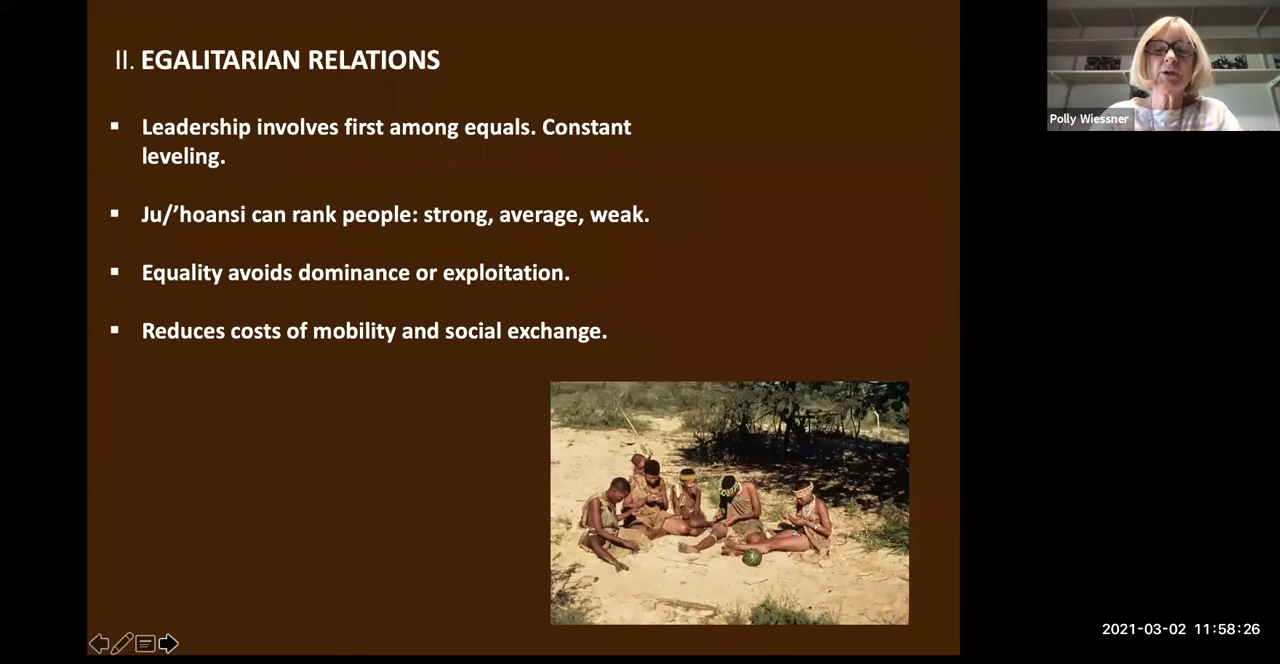 II. EGALITARIAN RELATIONS
▪ Leadership involves first among equals. Constant
leveling.
▪ Ju/’hoansi can rank people: strong, average, weak.
▪ Equality avoids dominance or exploitation.
▪ Reduces costs of mobility and social exchange.
Polly Wiessner
2021-03-02 11:58:26